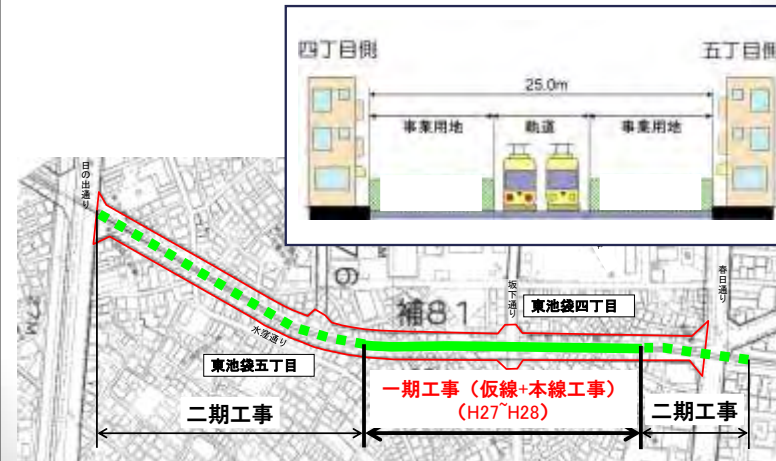 四丁目側
五丁目側
25.0m
事業用地
軌道
事業用地
日の出通り
坂下通り
春日通り
補81
東池袋四丁目
水窪通り
東池袋五丁目
一期工事（仮線+本線工事）
（H27~H28）
二期工事
二期工事